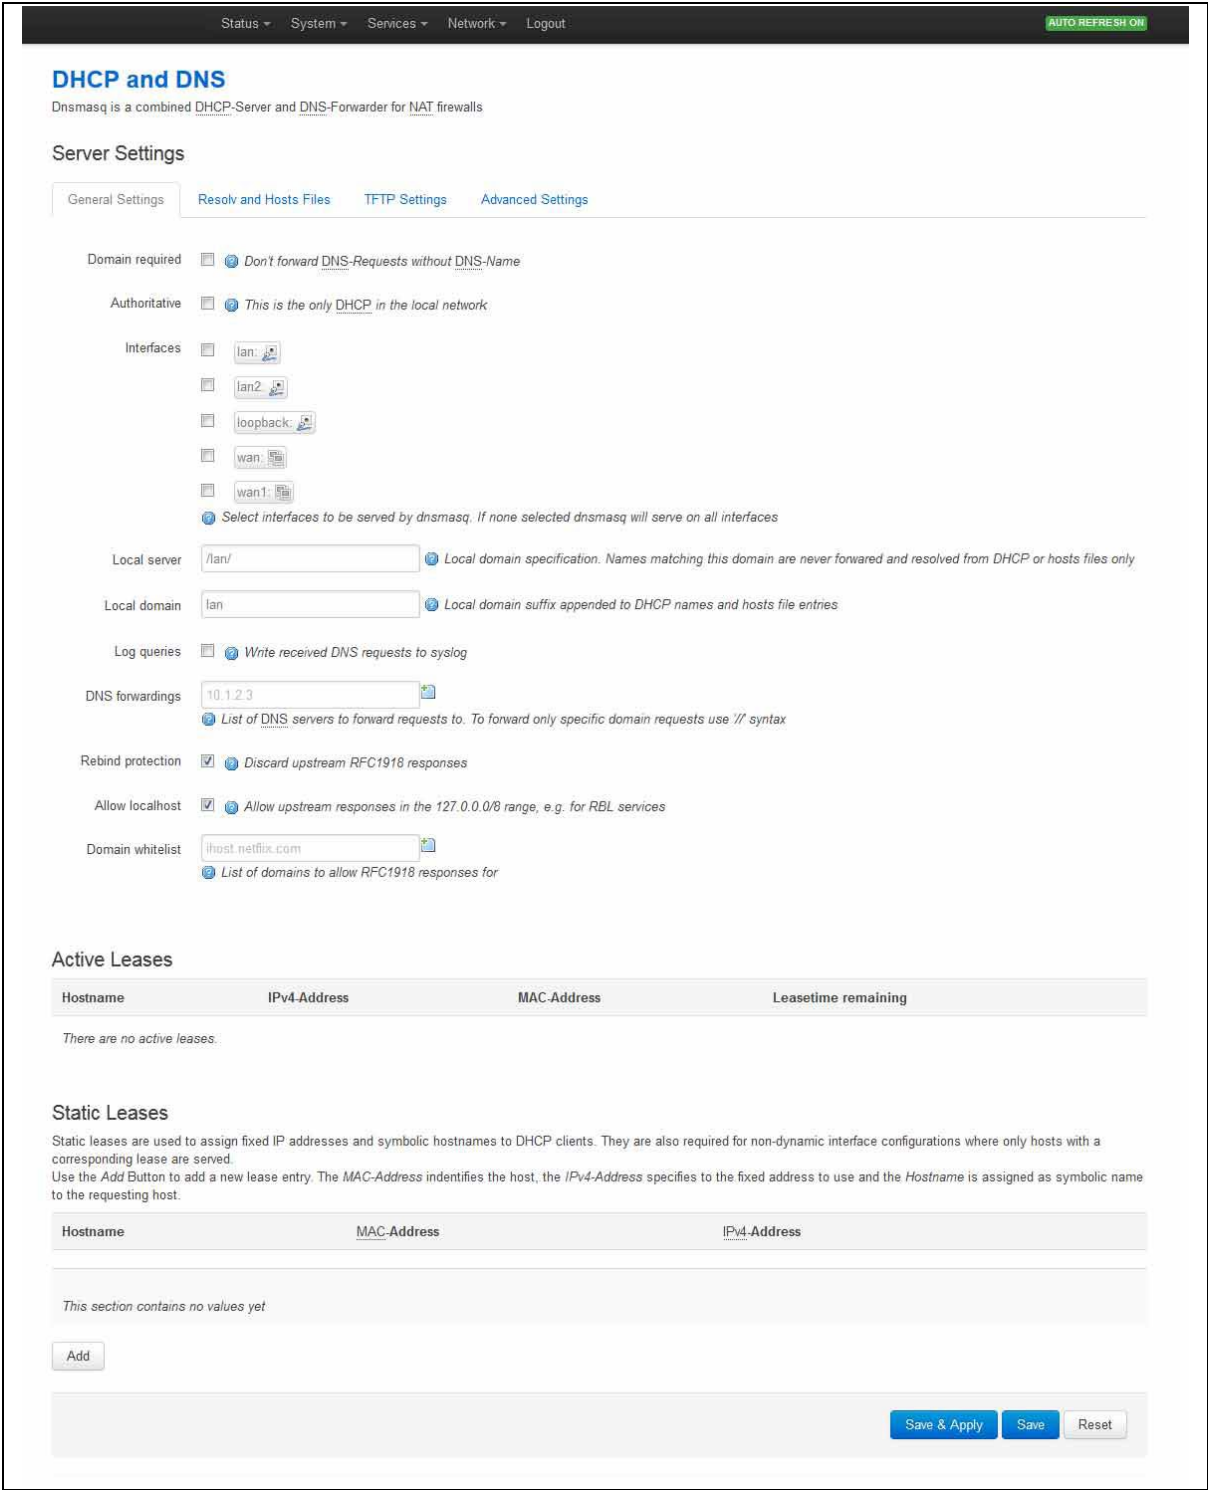 Status System Services Network Logout AUTO REFRESH ON
DHCP and DNS
Dnsmasq is a combined DHCP-Server and DNS-Forwarder for NAT firewalls
Server Settings
General Settings Resolv and Hosts Files TFTP Settings Advanced Settings
Domain required Don't forward DNS-Requests without DNS-Name
Authoritative This is the only DHCP in the local network
Interfaces lan:
lan2:
loopback:
wan:
wan1:
Select interfaces to be served by dnsmasq. If none selected dnsmasq will serve on all interfaces
Local server /lan/ Local domain specification. Names matching this domain are never forwared and resolved from DHCP or hosts files only
Local domain lan Local domain suffix appended to DHCP names and hosts file entries
Log queries Write received DNS requests to syslog
DNS forwardings 10.1.2.3
List of DNS servers to forward requests to. To forward only specific domain requests use '//' syntax
Rebind protection Discard upstream RFC1918 responses
Allow localhost Allow upstream responses in the 127.0.0.0/8 range, e.g. for RBL services
Domain whitelist ihost.netflix.com
List of domains to allow RFC1918 responses for
Active Leases
Hostname IPv4-Address MAC-Address Leasetime remaining
There are no active leases.
Static Leases
Static leases are used to assign fixed IP addresses and symbolic hostnames to DHCP clients. They are also required for non-dynamic interface configurations where only hosts with a
corresponding lease are served.
Use the Add Button to add a new lease entry. The MAC-Address indentifies the host, the IPv4-Address specifies to the fixed address to use and the Hostname is assigned as symbolic name
to the requesting host.
Hostname MAC-Address IPv4-Address
This section contains no values yet
Add
Save & Apply Save Reset